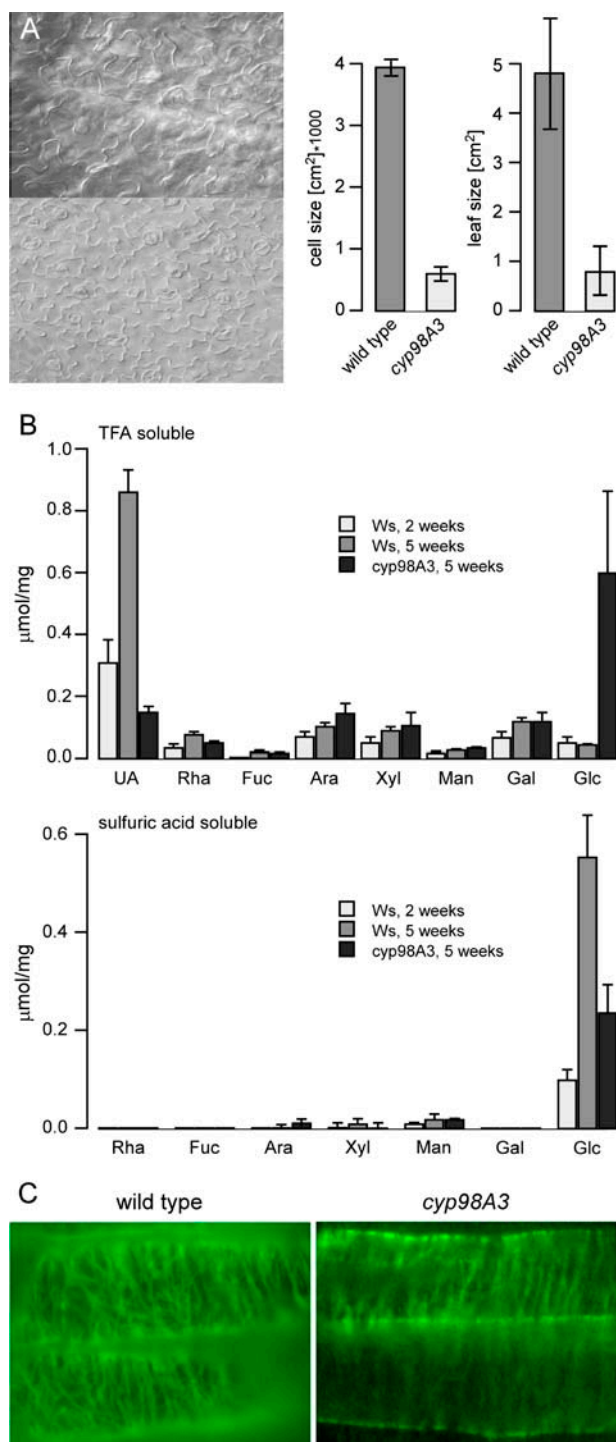 A
cell size [cm²]*1000
4
3
2
1
0
wild type
cyp98A3
leaf size [cm²]
5
4
3
2
1
0
wild type
cyp98A3
B
TFA soluble
µmol/mg
1.0
0.8
0.6
0.4
0.2
0.0
Ws, 2 weeks
Ws, 5 weeks
cyp98A3, 5 weeks
UA Rha Fuc Ara Xyl Man Gal Glc
sulfuric acid soluble
µmol/mg
0.6
0.4
0.2
0.0
Ws, 2 weeks
Ws, 5 weeks
cyp98A3, 5 weeks
Rha Fuc Ara Xyl Man Gal Glc
C
wild type
cyp98A3